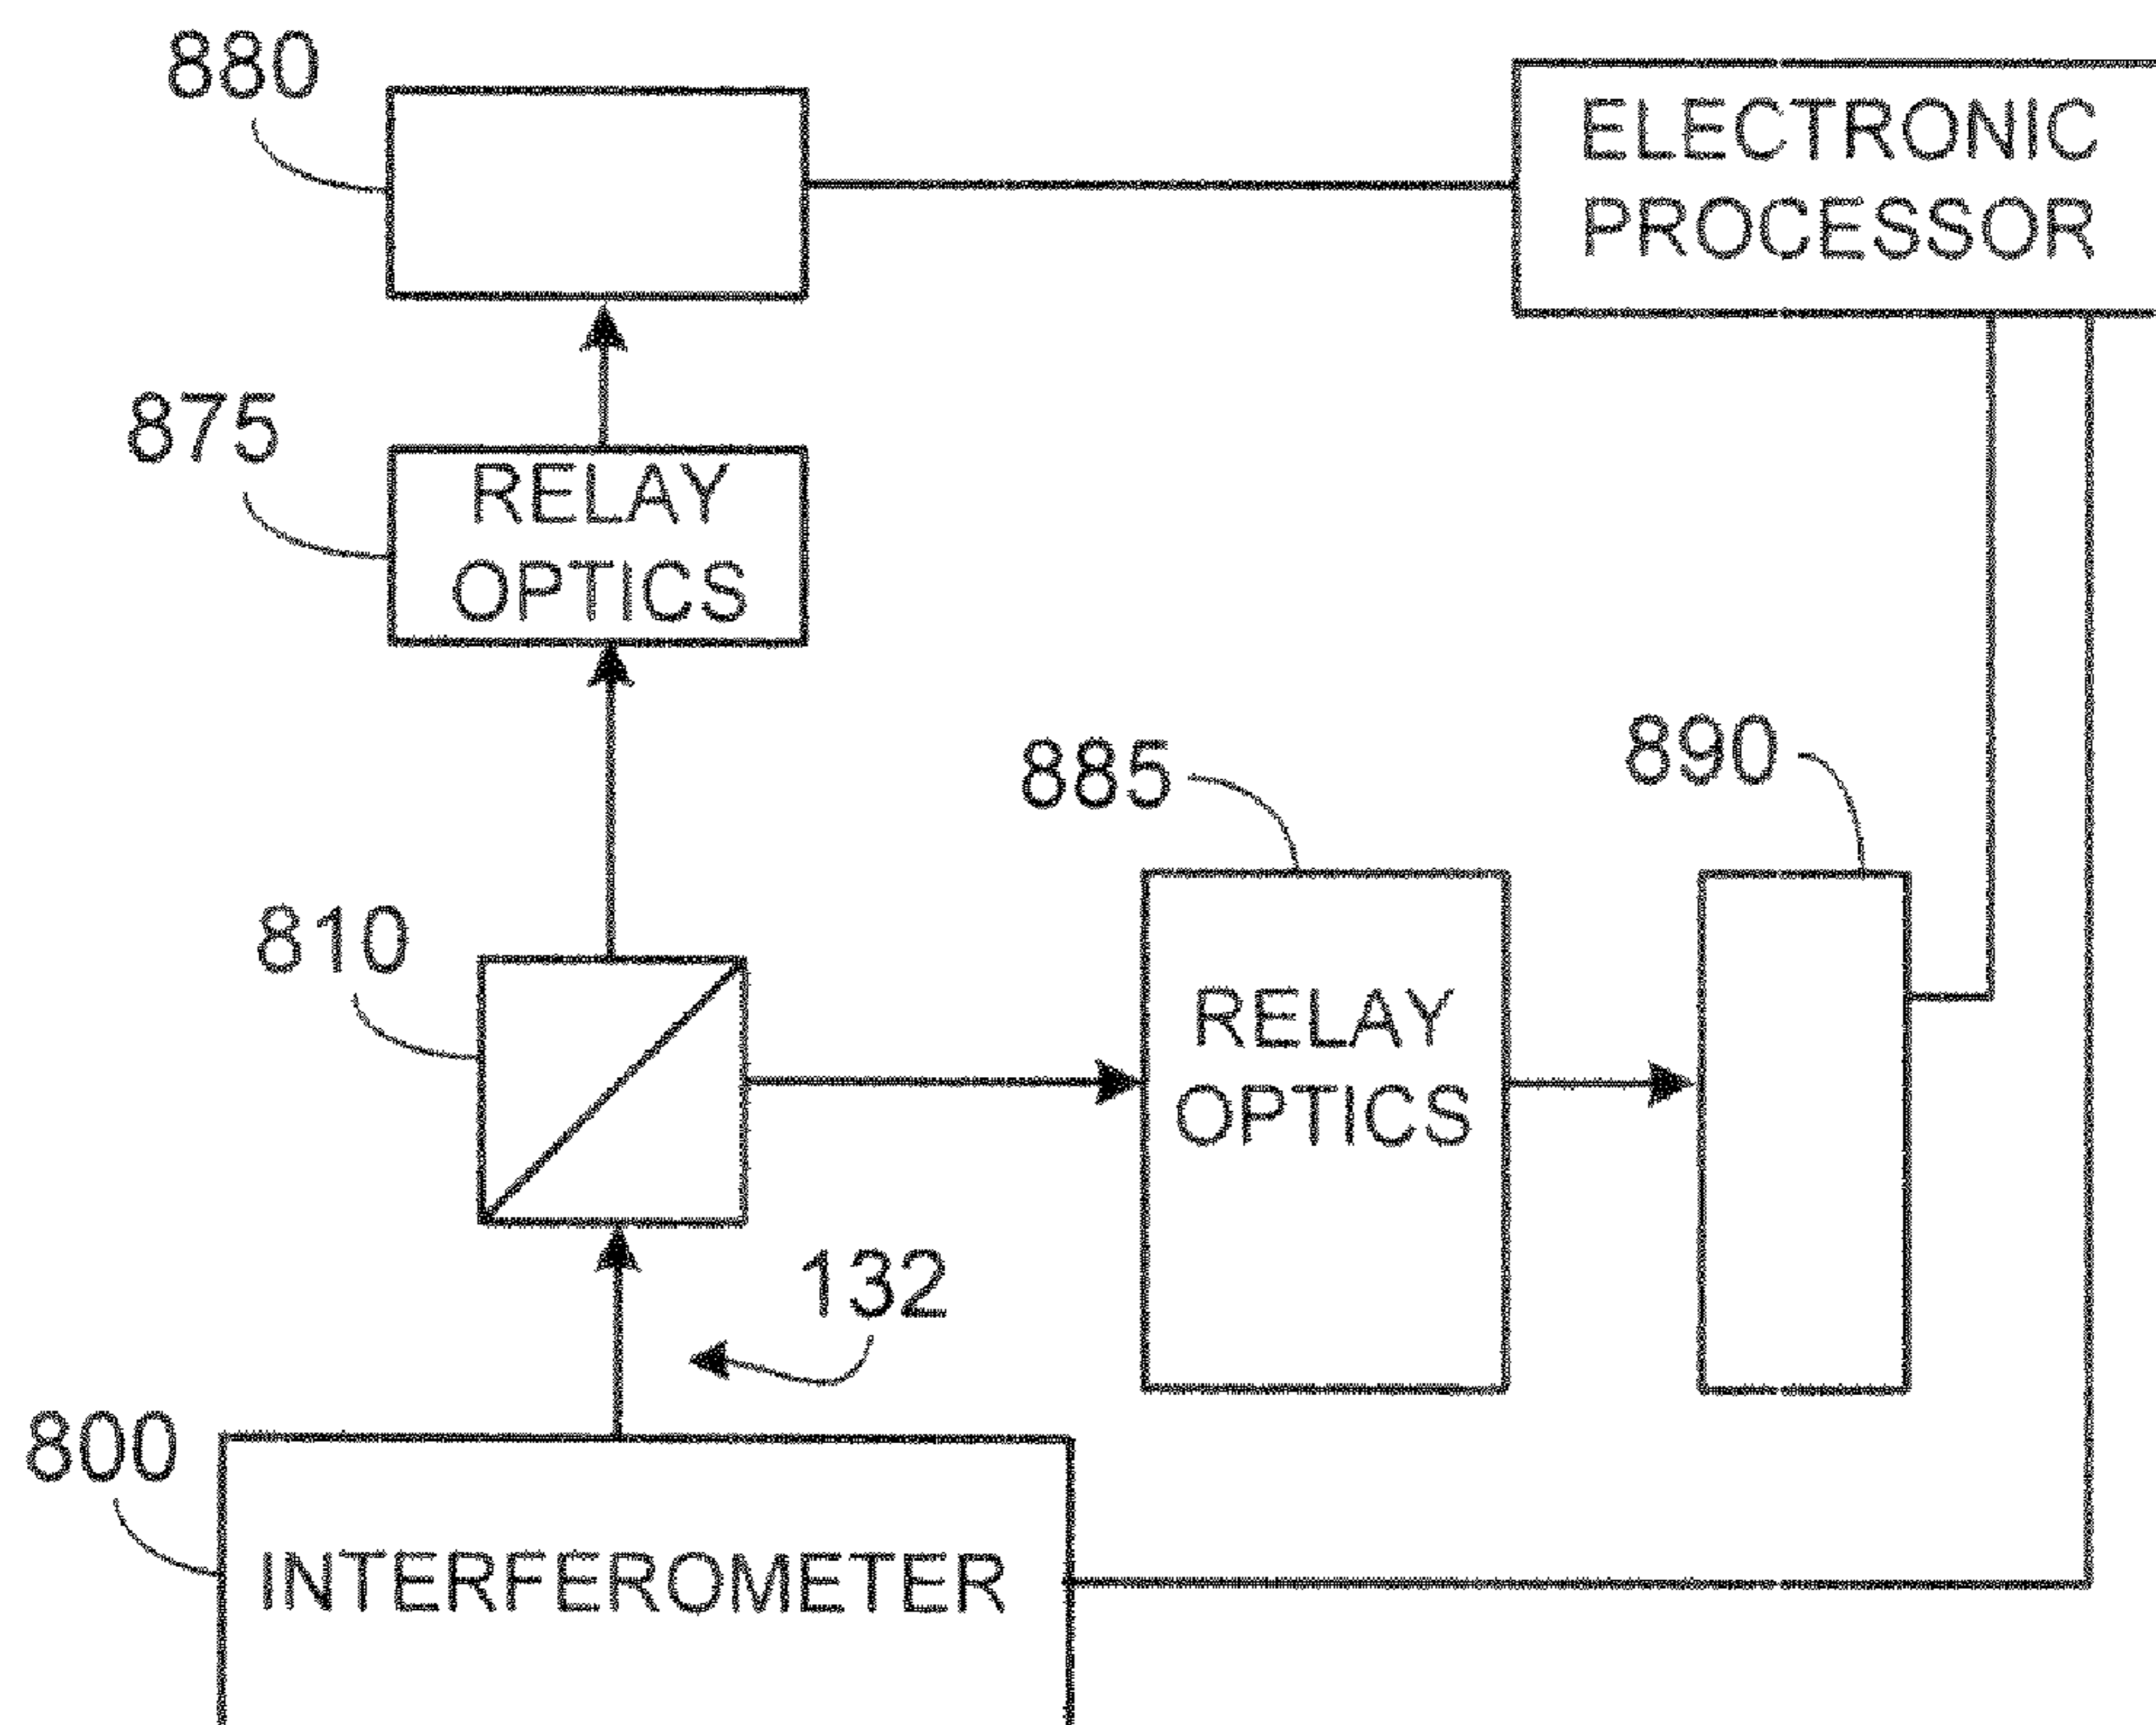 880
ELECTRONIC
PROCESSOR
875
RELAY
OPTICS
885
890
810
RELAY
OPTICS
132
800
INTERFEROMETER